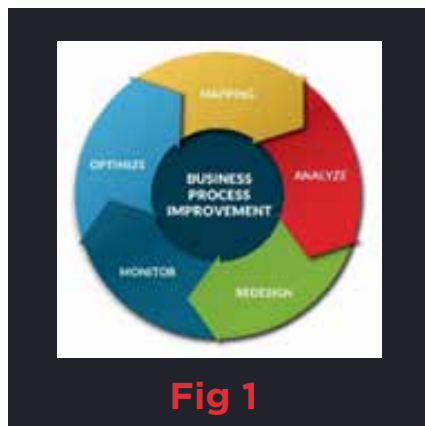 MAPPING
OPTIMIZE
ANALYZE
BUSINESS
PROCESS
IMPROVEMENT
MONITOR
REDESIGN
Fig 1